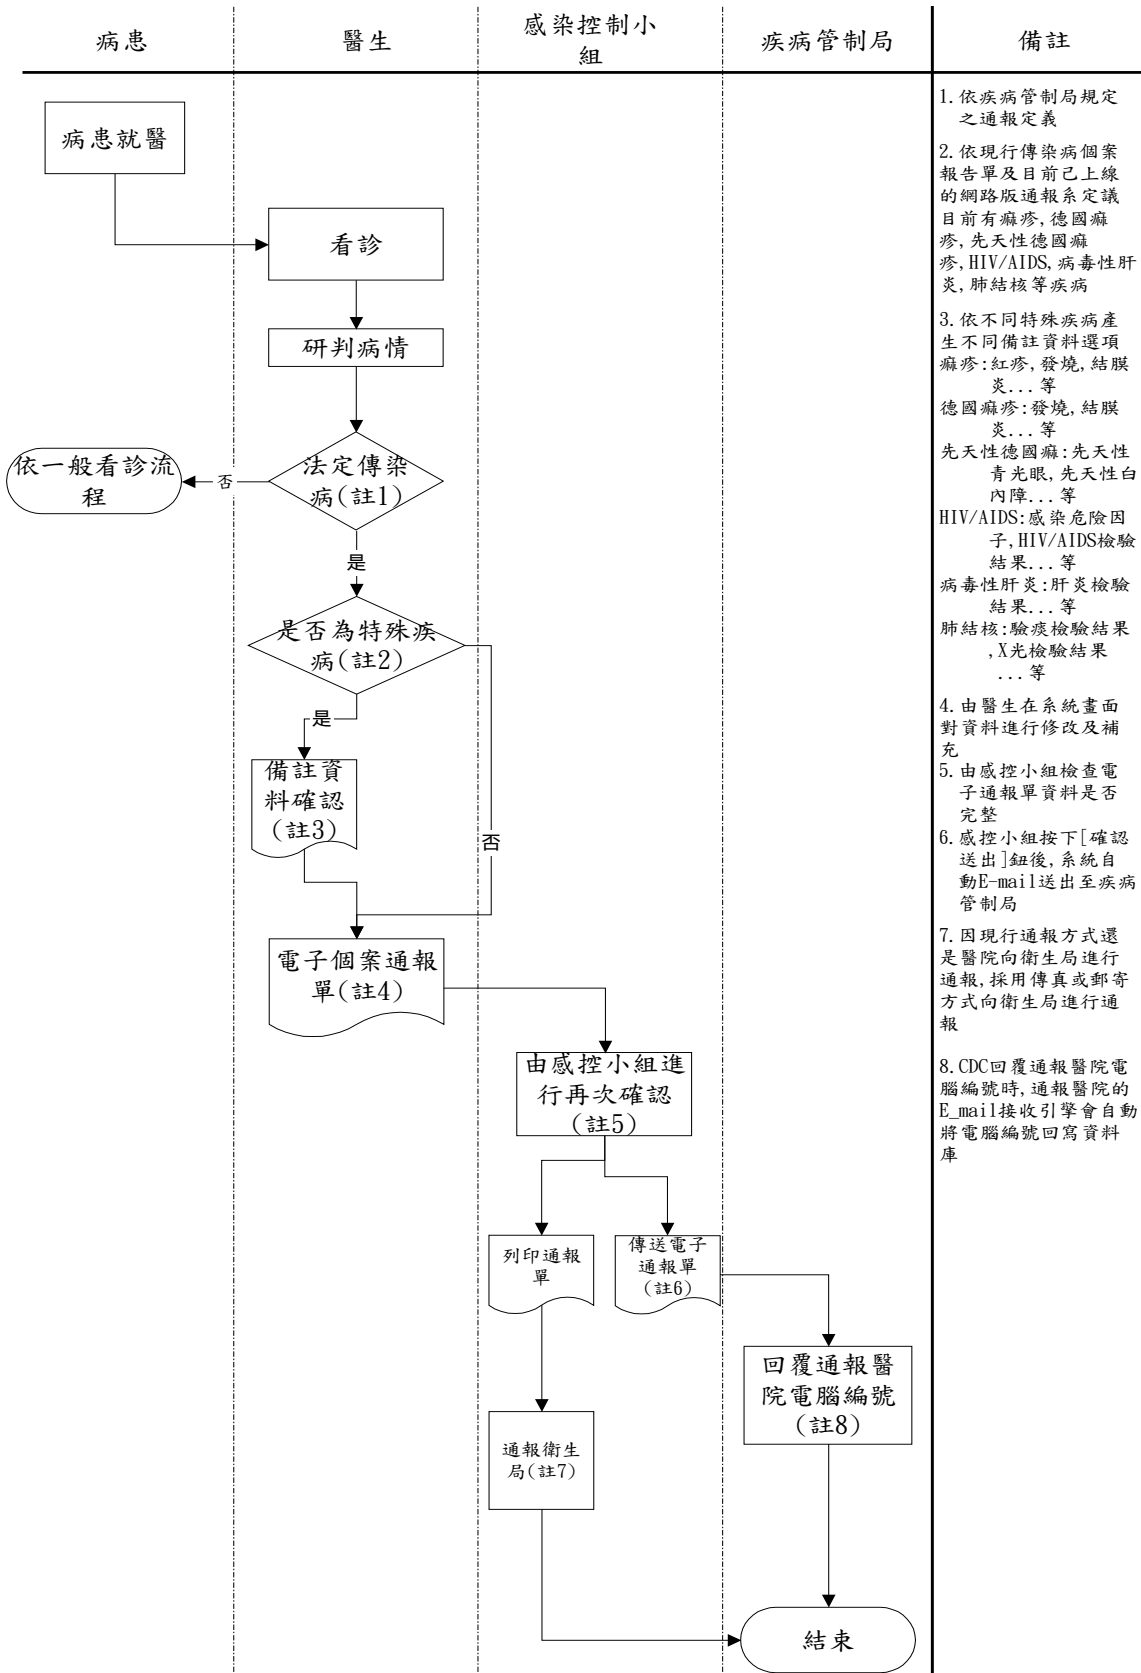 病患
醫生
感染控制小
組
疾病管制局
備註
病患就醫
看診
研判病情
法定傳染
病(註1)
否
依一般看診流
程
是
是否為特殊疾
病(註2)
是
否
備註資
料確認
(註3)
電子個案通報
單(註4)
由感控小組進
行再次確認
(註5)
列印通報
單
傳送電子
通報單
(註6)
回覆通報醫
院電腦編號
(註8)
通報衛生
局(註7)
結束
1.依疾病管制局規定
之通報定義
2.依現行傳染病個案
報告單及目前己上線
的網路版通報系定議
目前有痲疹,德國痲
疹,先天性德國痲
疹,HIV/AIDS,病毒性肝
炎,肺結核等疾病
3.依不同特殊疾病產
生不同備註資料選項
痲疹:紅疹,發燒,結膜
炎...等
德國痲疹:發燒,結膜
炎...等
先天性德國痲:先天性
青光眼,先天性白
內障...等
HIV/AIDS:感染危險因
子,HIV/AIDS檢驗
結果...等
病毒性肝炎:肝炎檢驗
結果...等
肺結核:驗痰檢驗結果
,X光檢驗結果
...等
4.由醫生在系統畫面
對資料進行修改及補
充
5.由感控小組檢查電
子通報單資料是否
完整
6.感控小組按下[確認
送出]鈕後,系統自
動E-mail送出至疾病
管制局
7.因現行通報方式還
是醫院向衛生局進行
通報,採用傳真或郵寄
方式向衛生局進行通
報
8.CDC回覆通報醫院電
腦編號時,通報醫院的
E_mail接收引擎會自動
將電腦編號回寫資料
庫